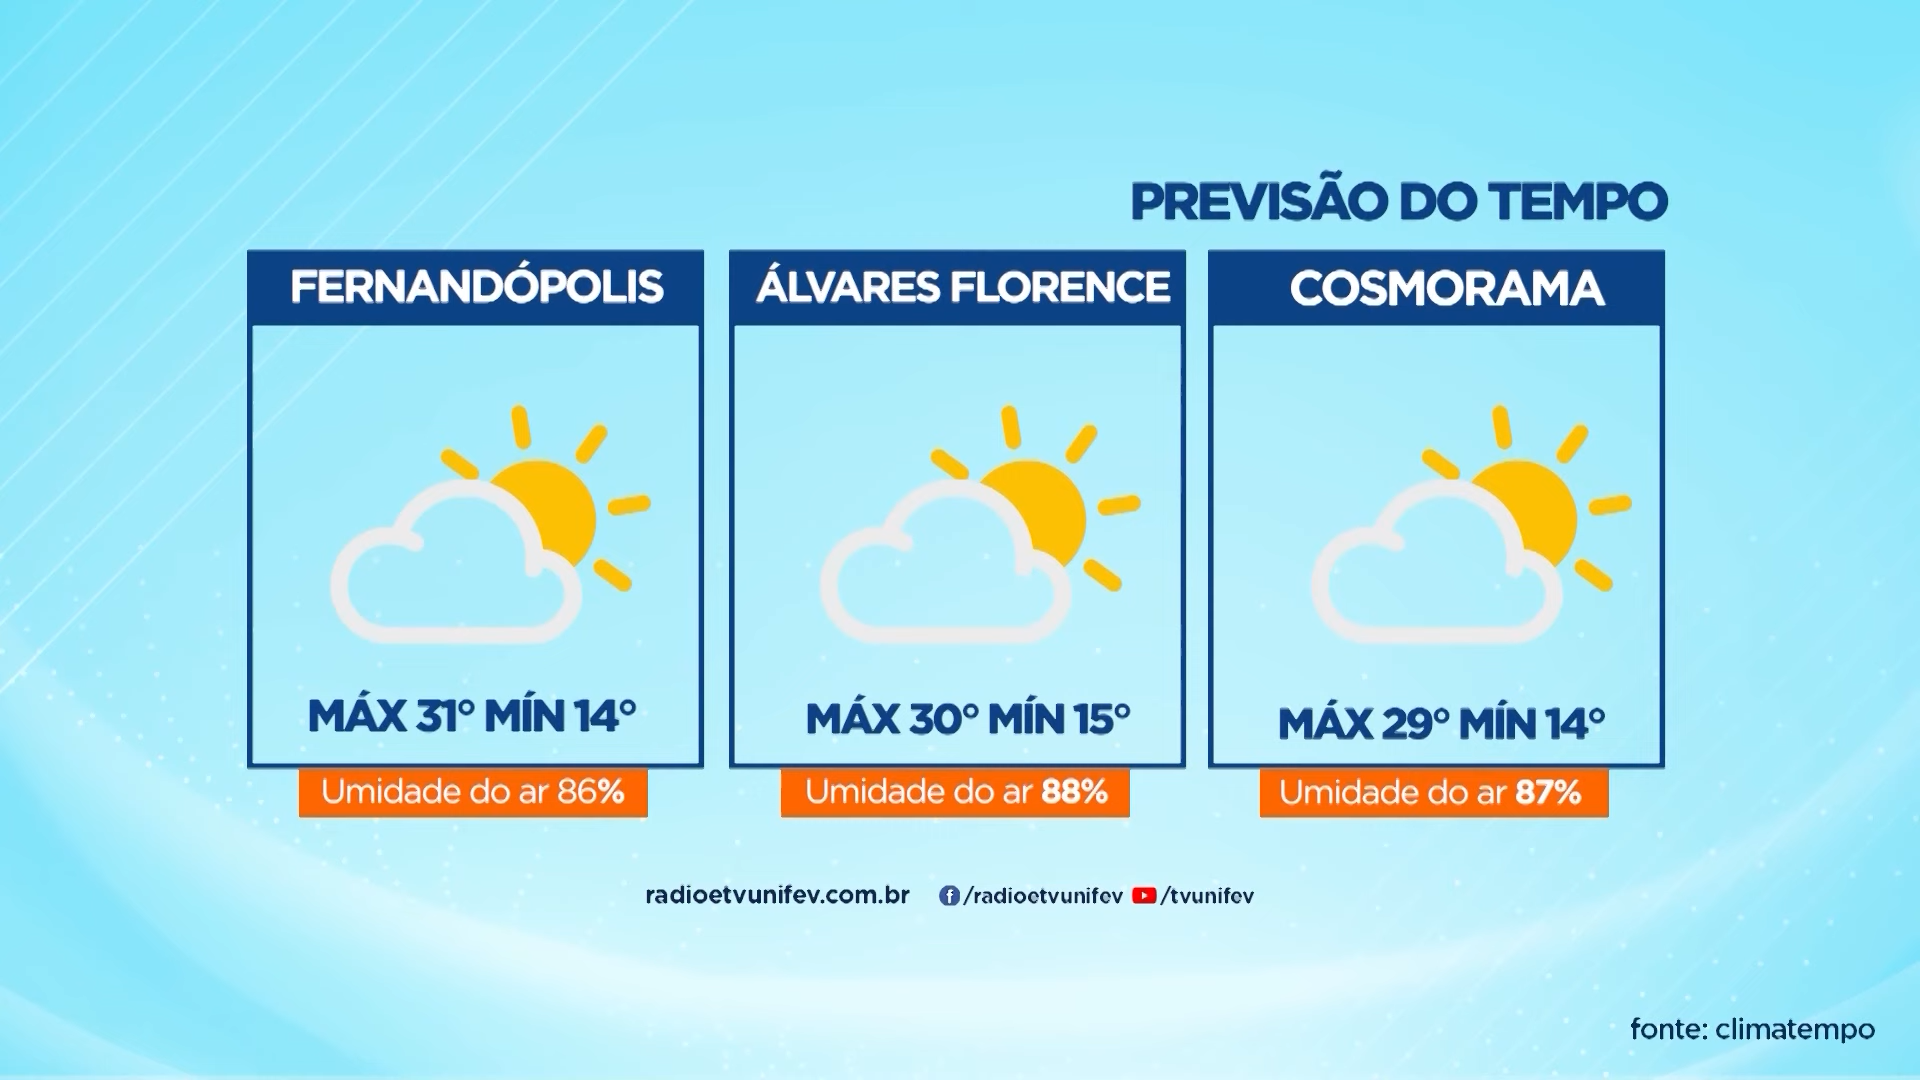 PREVISÃO DO TEMPO
FERNANDÓPOLIS
MÁX 31° MÍN 14°
Umidade do ar 86%
ÁLVARES FLORENCE
MÁX 30° MÍN 15°
Umidade do ar 88%
COSMORAMA
MÁX 29° MÍN 14°
Umidade do ar 87%
radioetvunifev.com.br /radioetvunifev /tvunifev
fonte: climatempo